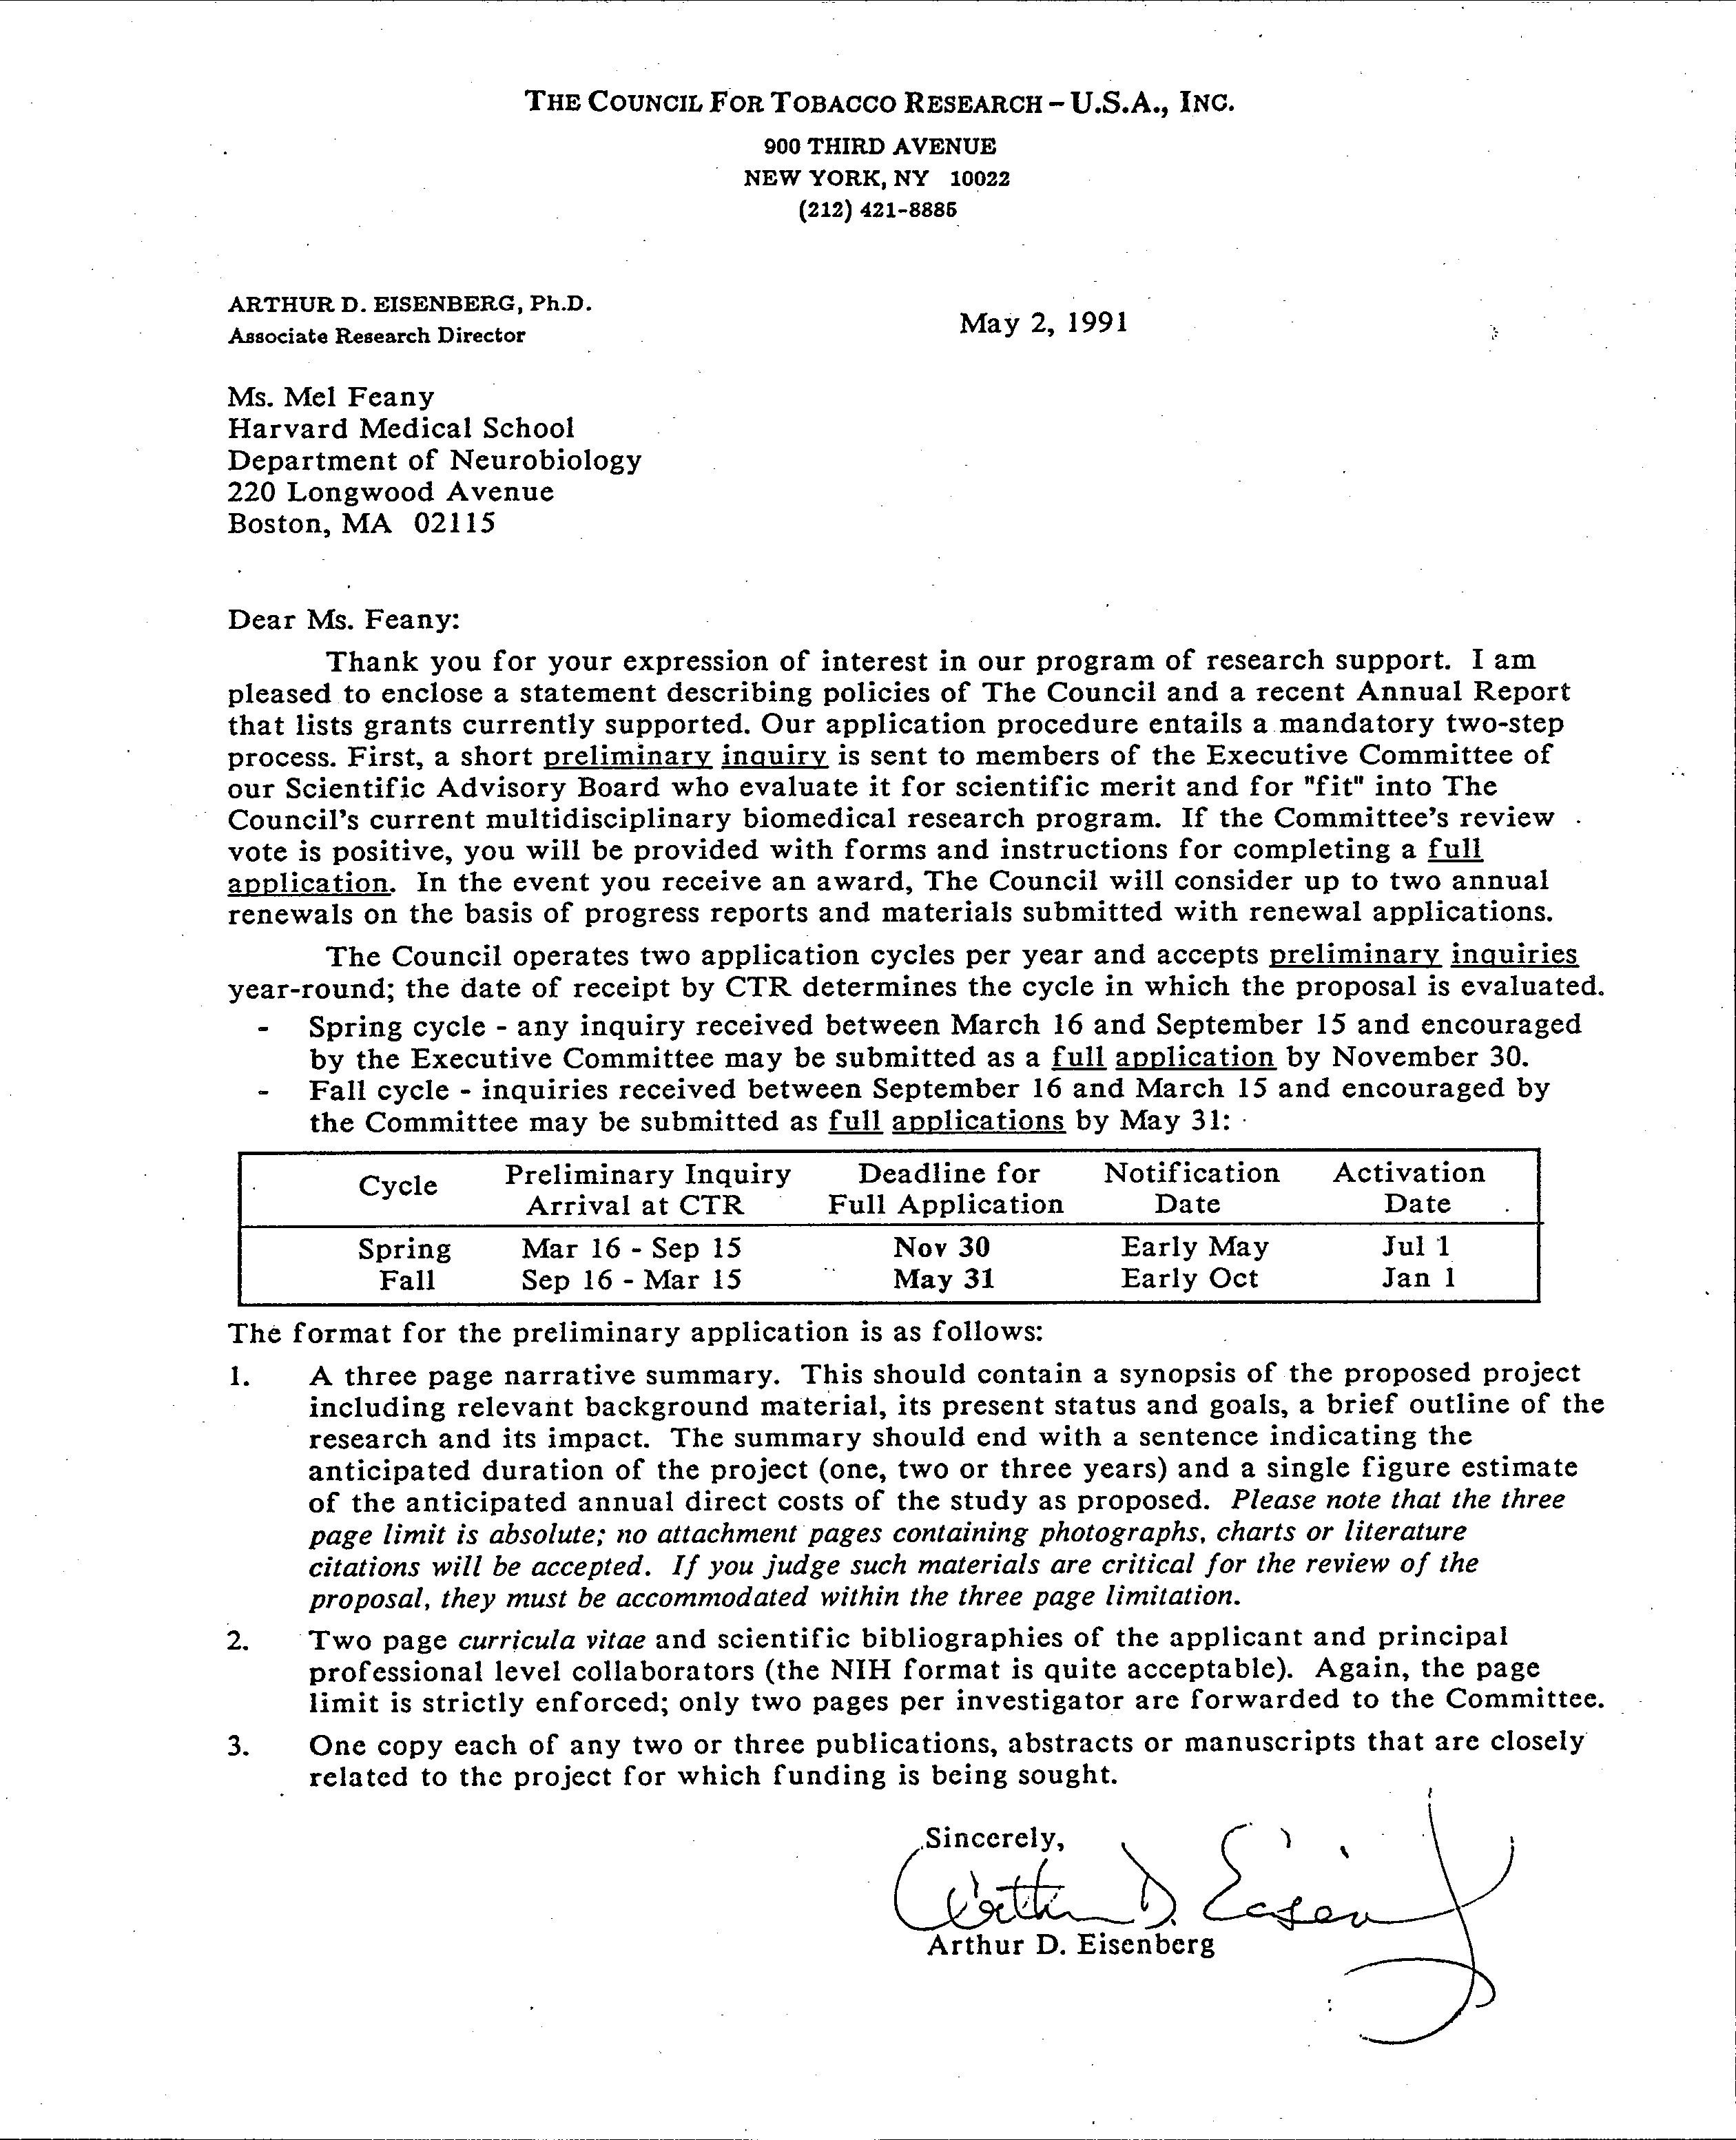 THE COUNCIL FOR TOBACCO RESEARCH – U.S.A., INC.
900 THIRD AVENUE
NEW YORK, NY 10022
(212) 421-8885
ARTHUR D. EISENBERG, Ph.D.
Associate Research Director
May 2, 1991
Ms. Mel Feany
Harvard Medical School
Department of Neurobiology
220 Longwood Avenue
Boston, MA 02115
Dear Ms. Feany:
Thank you for your expression of interest in our program of research support. I am
pleased to enclose a statement describing policies of The Council and a recent Annual Report
that lists grants currently supported. Our application procedure entails a mandatory two-step
process. First, a short preliminary inquiry is sent to members of the Executive Committee of
our Scientific Advisory Board who evaluate it for scientific merit and for "fit" into The
Council's current multidisciplinary biomedical research program. If the Committee's review
vote is positive, you will be provided with forms and instructions for completing a full
application. In the event you receive an award, The Council will consider up to two annual
renewals on the basis of progress reports and materials submitted with renewal applications.
The Council operates two application cycles per year and accepts preliminary inquiries
year-round; the date of receipt by CTR determines the cycle in which the proposal is evaluated.
- Spring cycle - any inquiry received between March 16 and September 15 and encouraged
by the Executive Committee may be submitted as a full application by November 30.
- Fall cycle - inquiries received between September 16 and March 15 and encouraged by
the Committee may be submitted as full applications by May 31:
Cycle Preliminary Inquiry Deadline for Notification Activation
Arrival at CTR Full Application Date Date
Spring Mar 16 - Sep 15 Nov 30 Early May Jul 1
Fall Sep 16 - Mar 15 May 31 Early Oct Jan 1
The format for the preliminary application is as follows:
1. A three page narrative summary. This should contain a synopsis of the proposed project
including relevant background material, its present status and goals, a brief outline of the
research and its impact. The summary should end with a sentence indicating the
anticipated duration of the project (one, two or three years) and a single figure estimate
of the anticipated annual direct costs of the study as proposed. Please note that the three
page limit is absolute; no attachment pages containing photographs, charts or literature
citations will be accepted. If you judge such materials are critical for the review of the
proposal, they must be accommodated within the three page limitation.
2. Two page curricula vitae and scientific bibliographies of the applicant and principal
professional level collaborators (the NIH format is quite acceptable). Again, the page
limit is strictly enforced; only two pages per investigator are forwarded to the Committee.
3. One copy each of any two or three publications, abstracts or manuscripts that are closely
related to the project for which funding is being sought.
Sincerely,
Arthur D. Eisenberg
Arthur D. Eisenberg